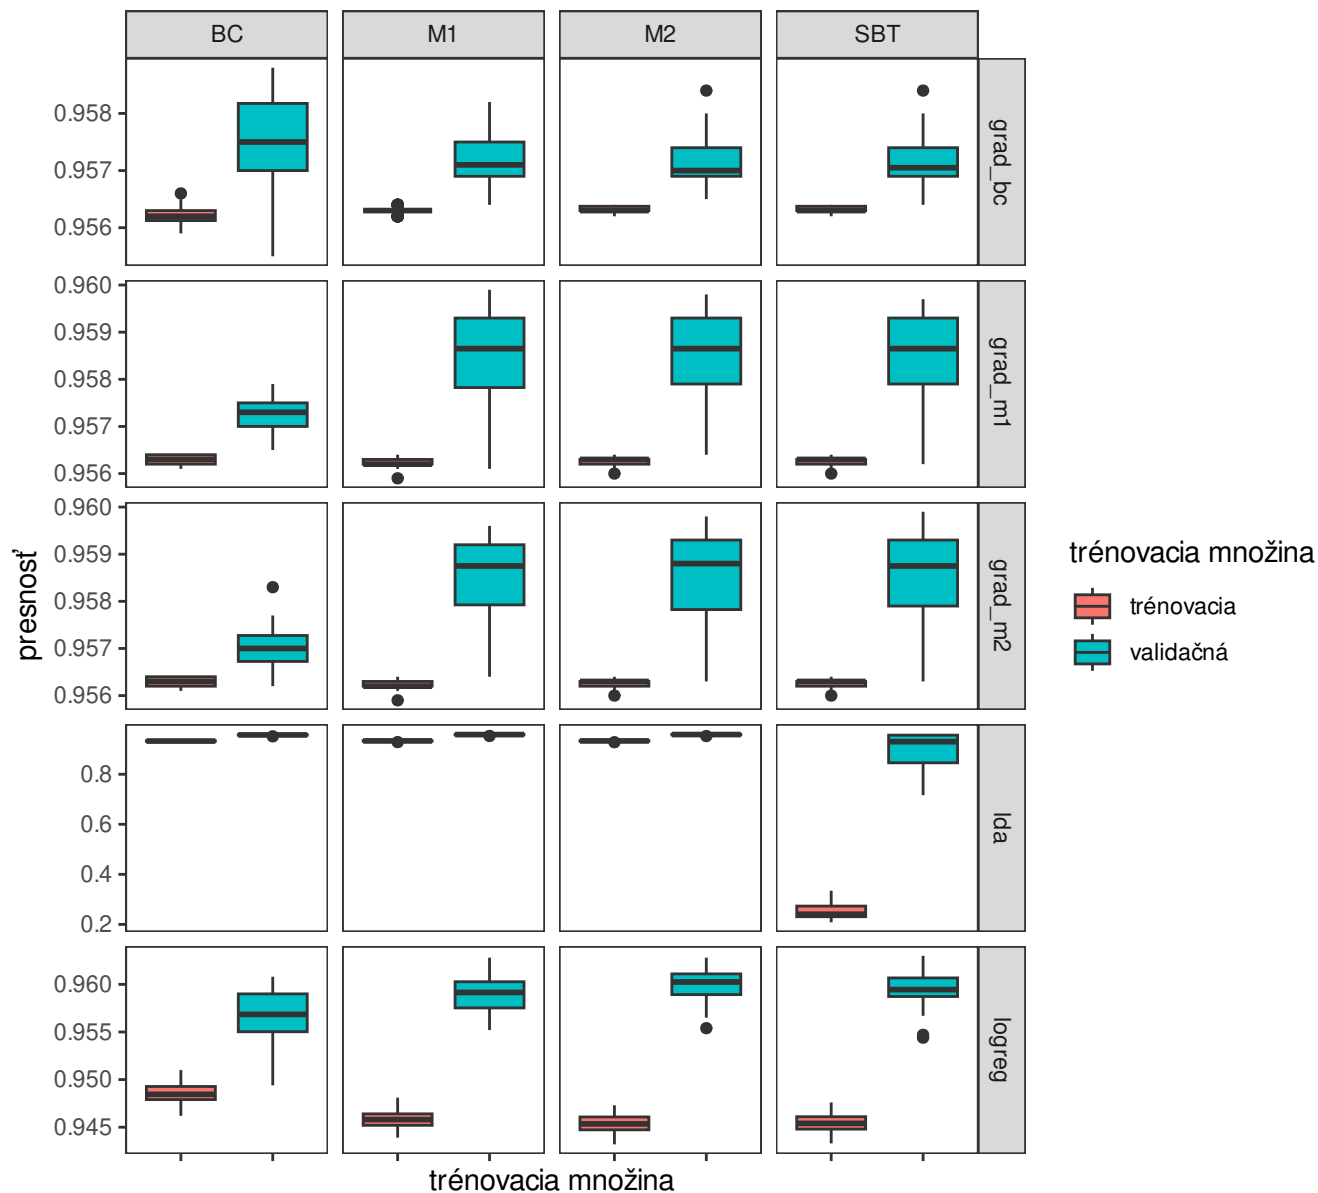 BC M1 M2 SBT
0.958
0.957
0.956
grad_bc
0.960
0.959
0.958
0.957
0.956
grad_m1
0.960
0.959
0.958
0.957
0.956
grad_m2
0.8
0.6
0.4
0.2
lda
0.960
0.955
0.950
0.945
logreg
presnosť
trénovacia množina
trénovacia množina
trénovacia
validačná